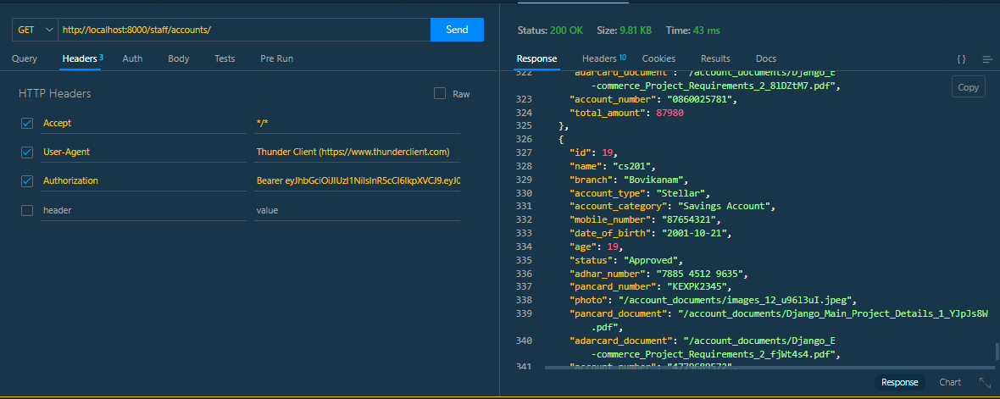 GET http://localhost:8000/staff/accounts/ Send
Query Headers 3 Auth Body Tests Pre Run
HTTP Headers Raw
Accept */*
User-Agent Thunder Client (https://www.thunderclient.com)
Authorization Bearer
header value
Status: 200 OK Size: 9.81 KB Time: 43 ms
Response Headers 10 Cookies Results Docs { }
Copy
322 "adarcard_document": "/account_documents/Django_E
-commerce_Project_Requirements_2_8lDZtM7.pdf",
323 "account_number": "0860025781",
324 "total_amount": 87980
325 },
326 {
327 "id": 19,
328 "name": "cs201",
329 "branch": "Bovikanam",
330 "account_type": "Stellar",
331 "account_category": "Savings Account",
332 "mobile_number": "87654321",
333 "date_of_birth": "2001-10-21",
334 "age": 19,
335 "status": "Approved",
336 "adhar_number": "7885 4512 9635",
337 "pancard_number": "KEXPK2345",
338 "photo": "/account_documents/images_12_u96l3uI.jpeg",
339 "pancard_document": "/account_documents/Django_Main_Project_Details_1_YJpJs8W
.pdf",
340 "adarcard_document": "/account_documents/Django_E
-commerce_Project_Requirements_2_fjWt4s4.pdf",
341 "account_number": "4779689572",
Response Chart